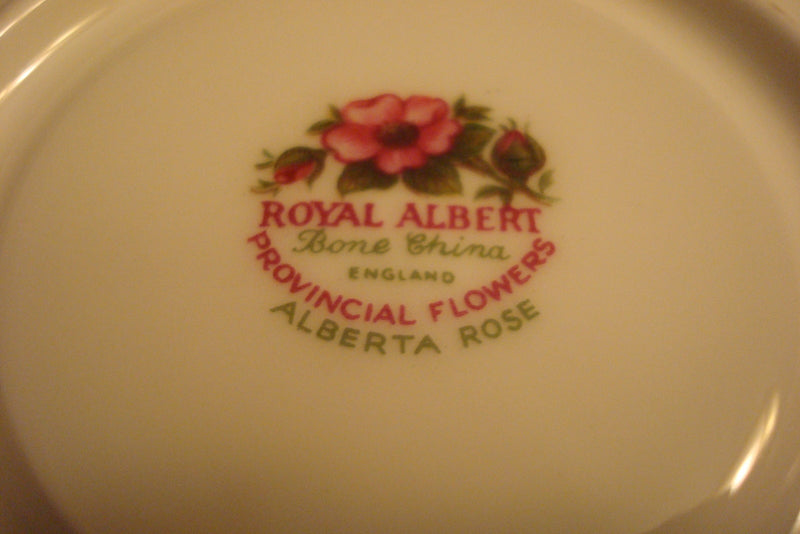 ROYAL ALBERT
Bone China
ENGLAND
PROVINCIAL FLOWERS
ALBERTA ROSE